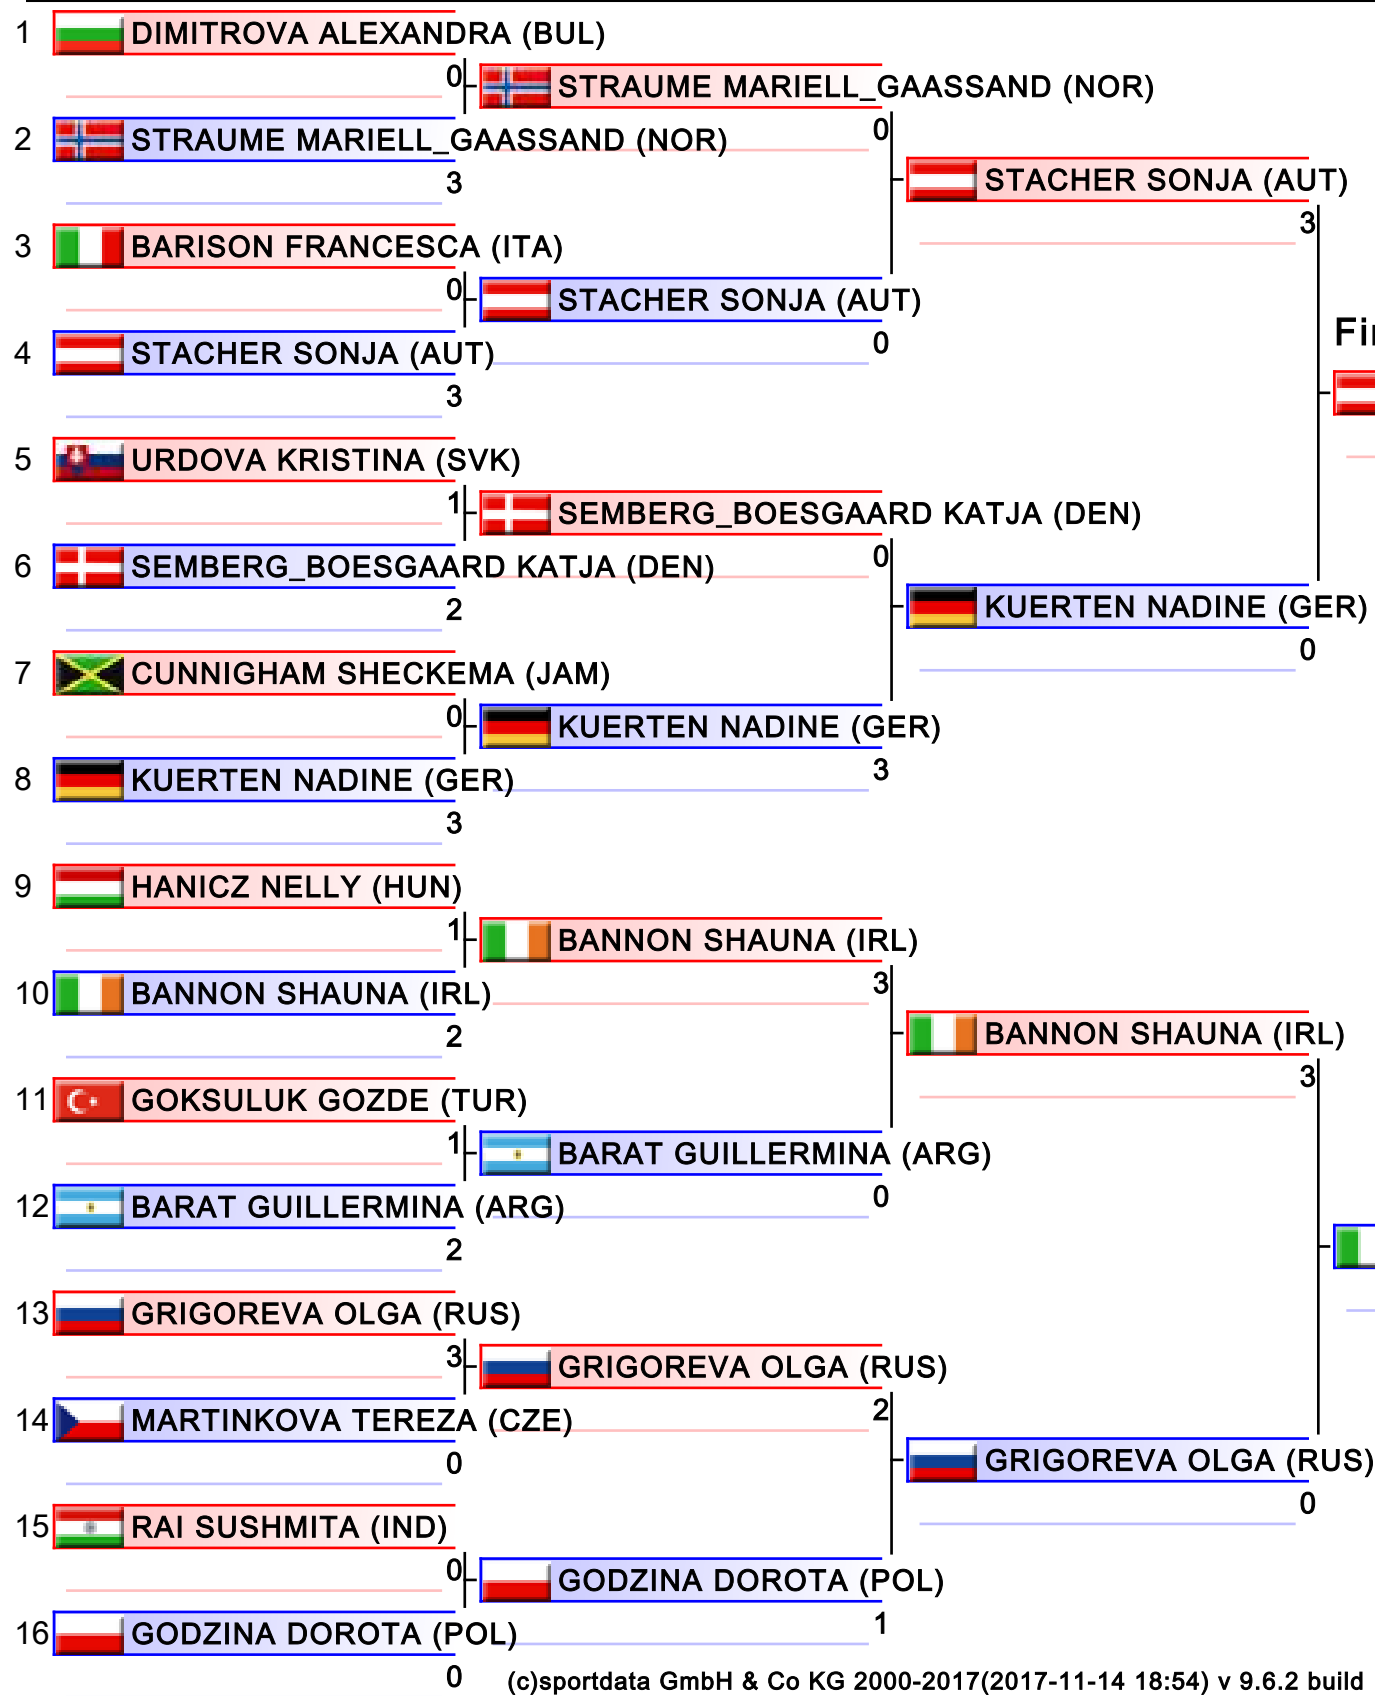 1 DIMITROVA ALEXANDRA (BUL)
0
2 STRAUME MARIELL_GAASSAND (NOR)
3
3 BARISON FRANCESCA (ITA)
0
4 STACHER SONJA (AUT)
3
5 URDOVA KRISTINA (SVK)
1
6 SEMBERG_BOESGAARD KATJA (DEN)
2
7 CUNNIGHAM SHECKEMA (JAM)
0
8 KUERTEN NADINE (GER)
3
9 HANICZ NELLY (HUN)
1
10 BANNON SHAUNA (IRL)
2
11 GOKSULUK GOZDE (TUR)
1
12 BARAT GUILLERMINA (ARG)
2
13 GRIGOREVA OLGA (RUS)
3
14 MARTINKOVA TEREZA (CZE)
0
15 RAI SUSHMITA (IND)
0
16 GODZINA DOROTA (POL)
0
STRAUME MARIELL_GAASSAND (NOR)
0
STACHER SONJA (AUT)
0
SEMBERG_BOESGAARD KATJA (DEN)
0
KUERTEN NADINE (GER)
3
BANNON SHAUNA (IRL)
3
BARAT GUILLERMINA (ARG)
0
GRIGOREVA OLGA (RUS)
2
GODZINA DOROTA (POL)
1
STACHER SONJA (AUT)
3
KUERTEN NADINE (GER)
0
BANNON SHAUNA (IRL)
3
GRIGOREVA OLGA (RUS)
0
(c)sportdata GmbH & Co KG 2000-2017(2017-11-14 18:54) v 9.6.2 build